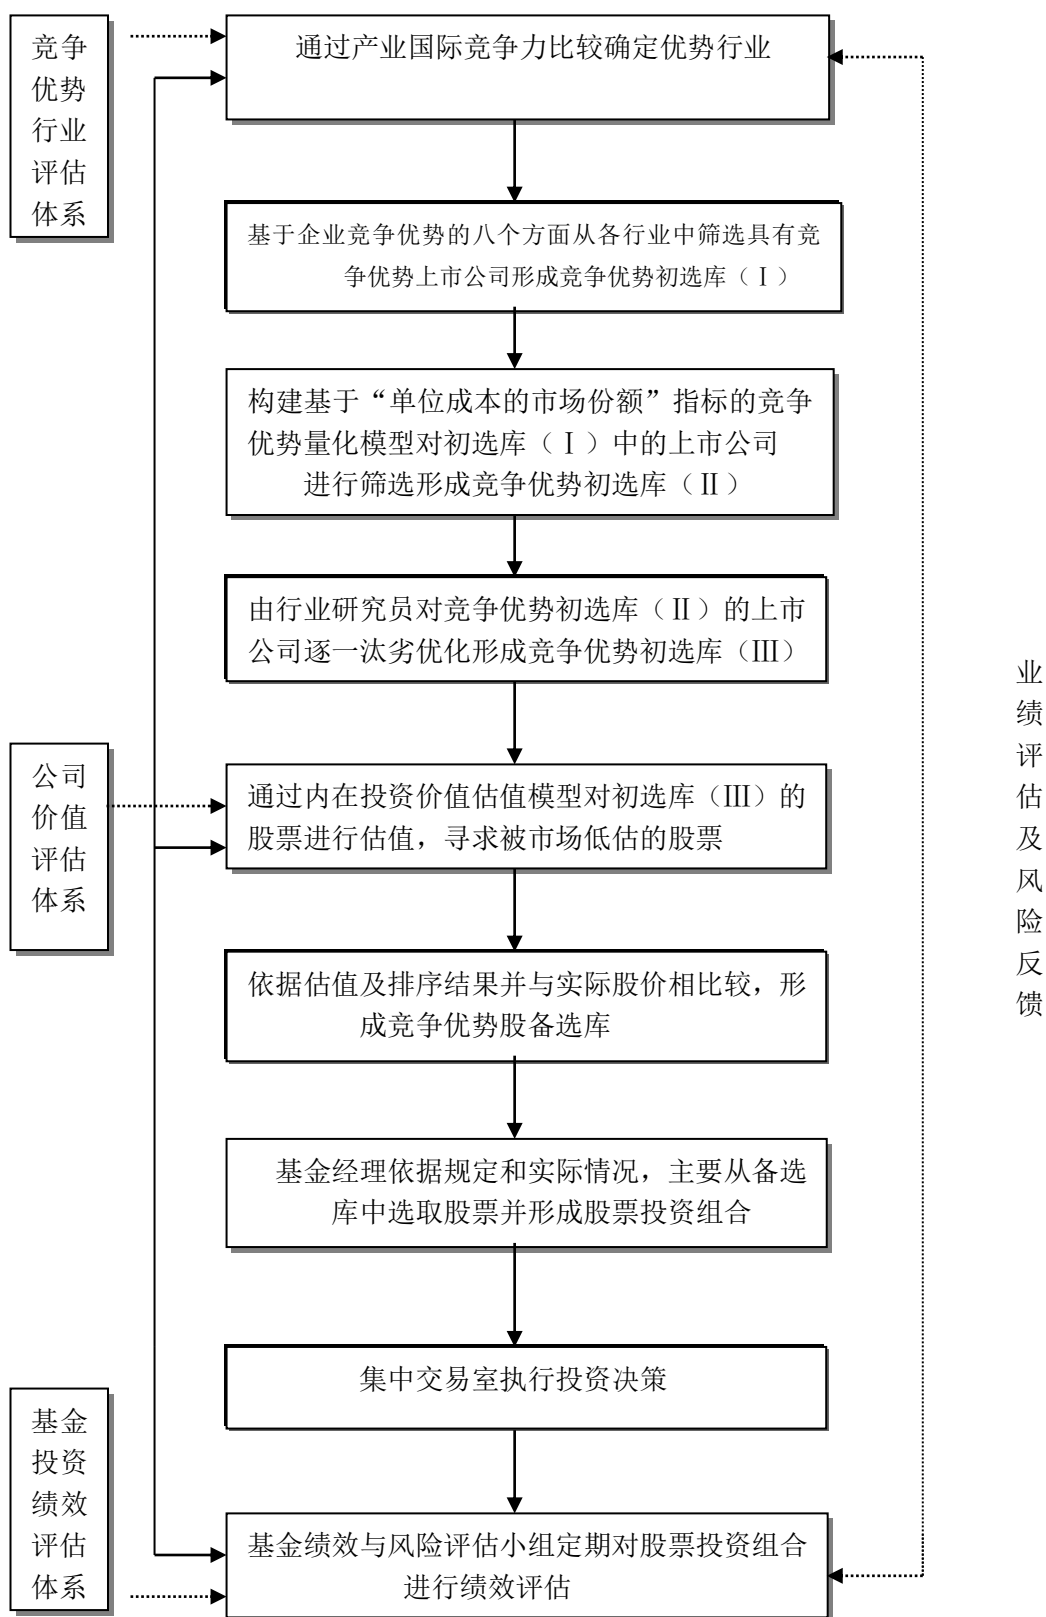 竞争
优势
行业
评估
体系
通过产业国际竞争力比较确定优势行业
基于企业竞争优势的八个方面从各行业中筛选具有竞
争优势上市公司形成竞争优势初选库（Ⅰ）
构建基于“单位成本的市场份额”指标的竞争
优势量化模型对初选库（Ⅰ）中的上市公司
进行筛选形成竞争优势初选库（Ⅱ）
由行业研究员对竞争优势初选库（Ⅱ）的上市
公司逐一汰劣优化形成竞争优势初选库（Ⅲ）
公司
价值
评估
体系
通过内在投资价值估值模型对初选库（Ⅲ）的
股票进行估值，寻求被市场低估的股票
依据估值及排序结果并与实际股价相比较，形
成竞争优势股备选库
基金经理依据规定和实际情况，主要从备选
库中选取股票并形成股票投资组合
集中交易室执行投资决策
基金
投资
绩效
评估
体系
基金绩效与风险评估小组定期对股票投资组合
进行绩效评估
业
绩
评
估
及
风
险
反
馈